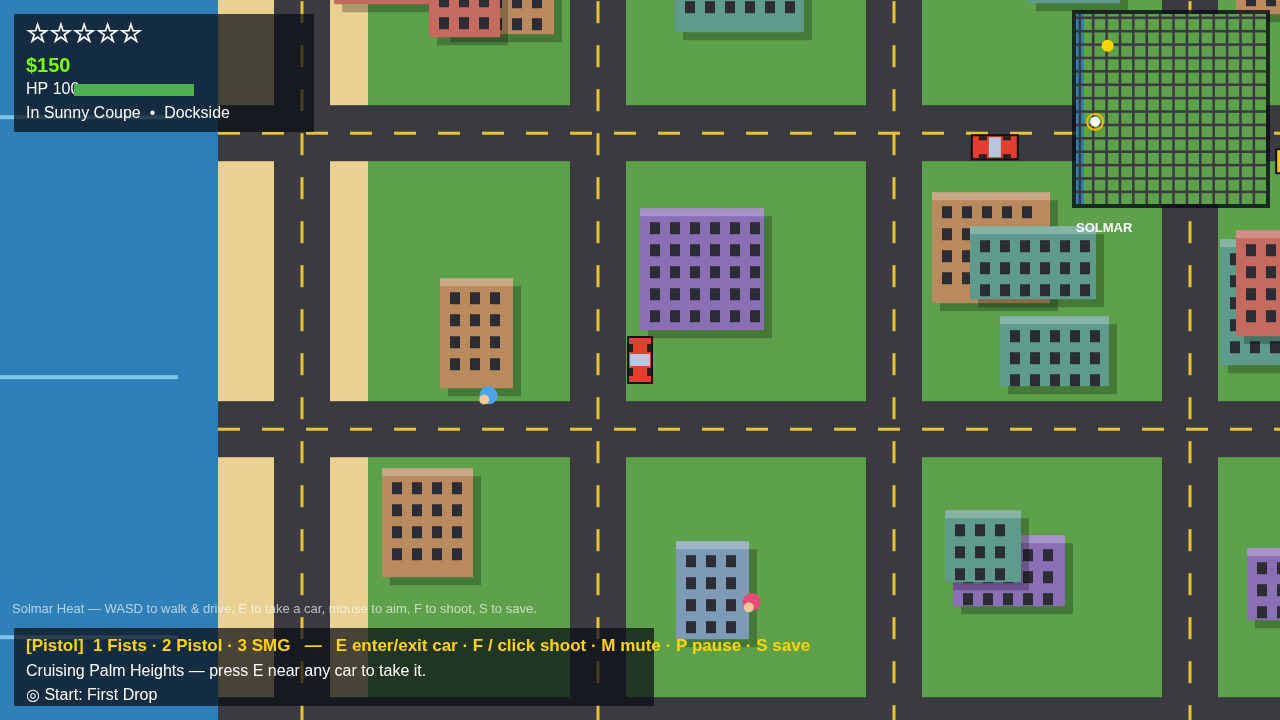 ☆☆☆☆☆
$150
HP 100
In Sunny Coupe • Dockside
SOLMAR
Solmar Heat — WASD to walk & drive, E to take a car, mouse to aim, F to shoot, S to save.
[Pistol] 1 Fists · 2 Pistol · 3 SMG — E enter/exit car · F / click shoot · M mute · P pause · S save
Cruising Palm Heights — press E near any car to take it.
◎ Start: First Drop